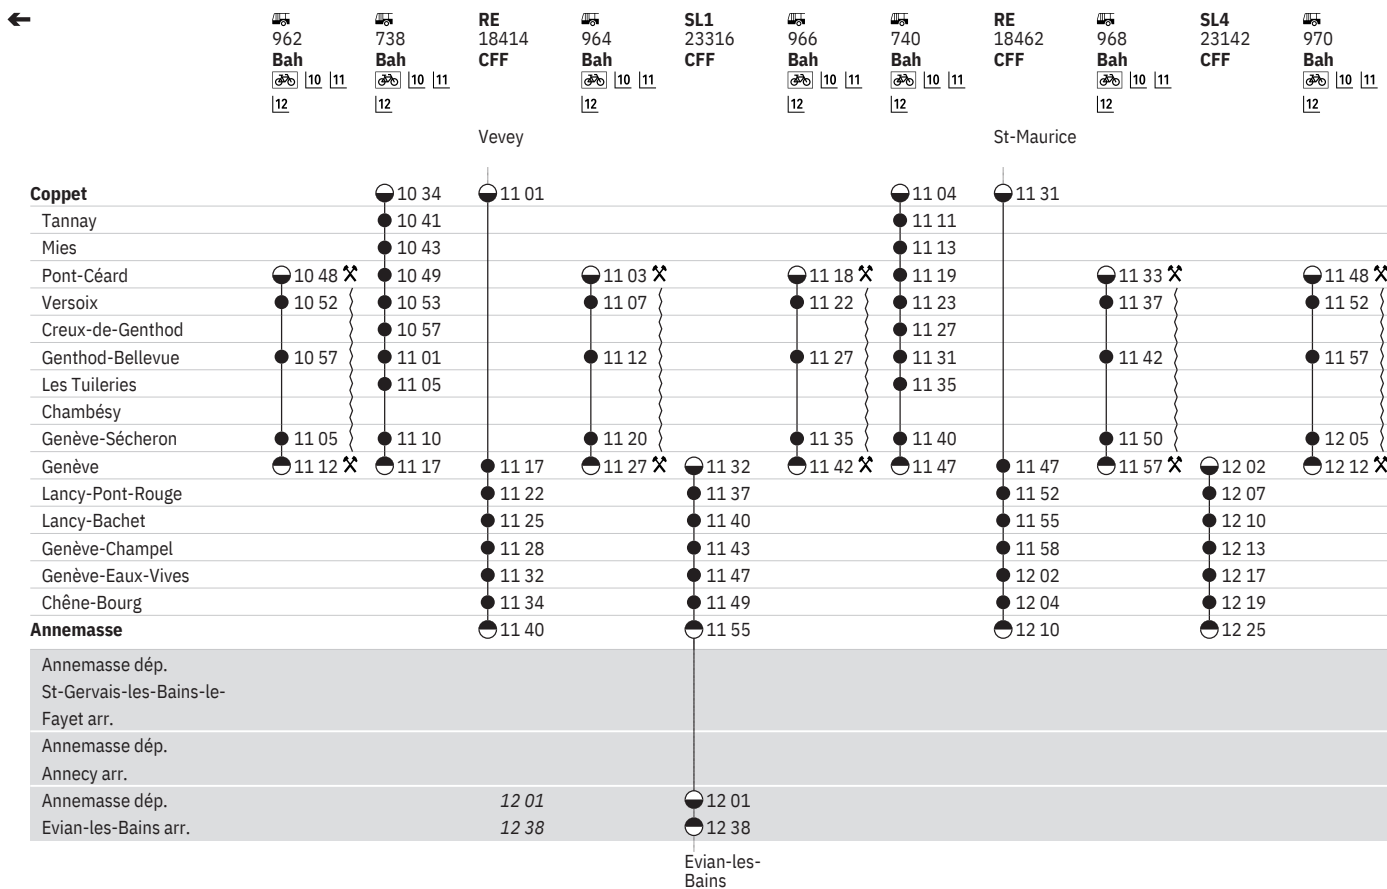 962 738 RE 18414 964 SL1 23316 966 740 RE 18462 968 SL4 23142 970
Bah Bah CFF Bah CFF Bah Bah CFF Bah CFF Bah
10 11 10 11 10 11 10 11 10 11 10 11 10 11
12 12 12 12 12 12 12
Vevey St-Maurice
Coppet 10 34 11 01 11 04 11 31
Tannay 10 41 11 11
Mies 10 43 11 13
Pont-Céard 10 48 10 49 11 03 11 18 11 19 11 33 11 48
Versoix 10 52 10 53 11 07 11 22 11 23 11 37 11 52
Creux-de-Genthod 10 57 11 27
Genthod-Bellevue 10 57 11 01 11 12 11 27 11 31 11 42 11 57
Les Tuileries 11 05 11 35
Chambésy
Genève-Sécheron 11 05 11 10 11 20 11 35 11 40 11 50 12 05
Genève 11 12 11 17 11 17 11 27 11 32 11 42 11 47 11 47 11 57 12 02 12 12
Lancy-Pont-Rouge 11 22 11 37 11 52 12 07
Lancy-Bachet 11 25 11 40 11 55 12 10
Genève-Champel 11 28 11 43 11 58 12 13
Genève-Eaux-Vives 11 32 11 47 12 02 12 17
Chêne-Bourg 11 34 11 49 12 04 12 19
Annemasse 11 40 11 55 12 10 12 25
Annemasse dép.
St-Gervais-les-Bains-le-
Fayet arr.
Annemasse dép.
Annecy arr.
Annemasse dép. 12 01 12 01
Evian-les-Bains arr. 12 38 12 38
Evian-les-
Bains